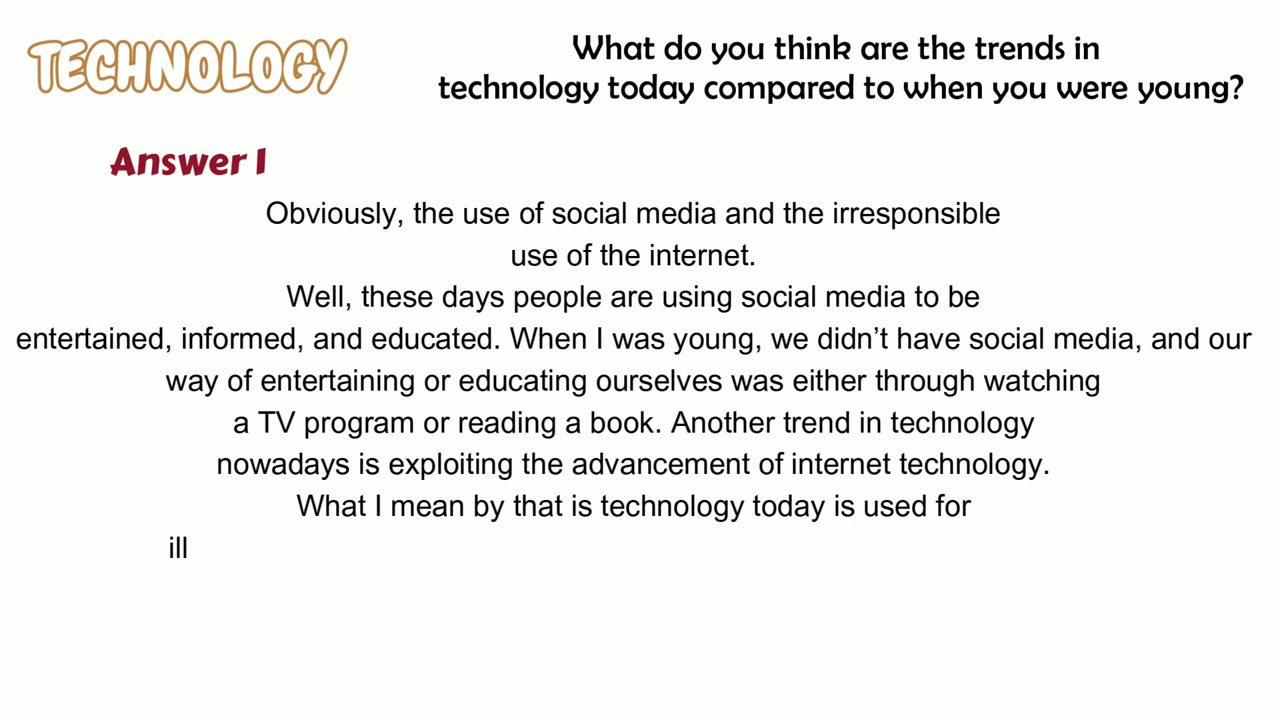 TECHNOLOGY
What do you think are the trends in
technology today compared to when you were young?
Answer 1
Obviously, the use of social media and the irresponsible
use of the internet.
Well, these days people are using social media to be
entertained, informed, and educated. When I was young, we didn’t have social media, and our
way of entertaining or educating ourselves was either through watching
a TV program or reading a book. Another trend in technology
nowadays is exploiting the advancement of internet technology.
What I mean by that is technology today is used for
ill